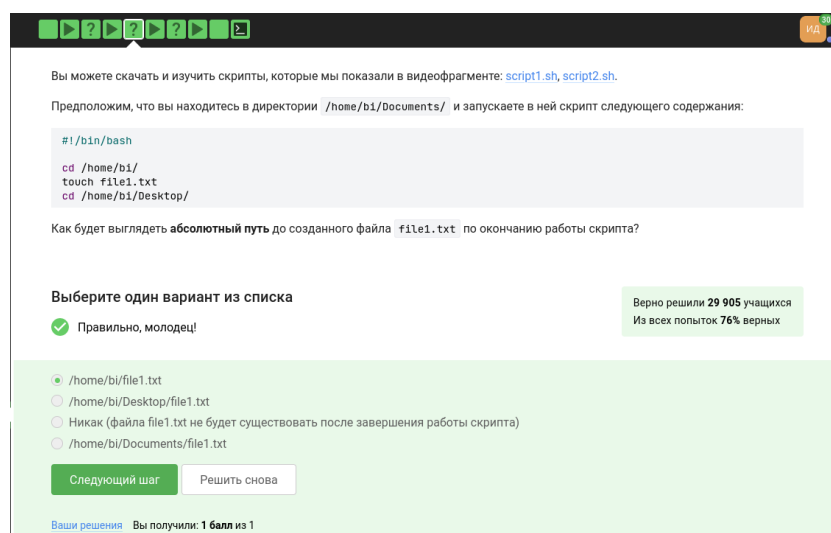 ИД
30
Вы можете скачать и изучить скрипты, которые мы показали в видеофрагменте: script1.sh, script2.sh.
Предположим, что вы находитесь в директории /home/bi/Documents/ и запускаете в ней скрипт следующего содержания:
#!/bin/bash
cd /home/bi/
touch file1.txt
cd /home/bi/Desktop/
Как будет выглядеть абсолютный путь до созданного файла file1.txt по окончанию работы скрипта?
Выберите один вариант из списка
Верно решили 29 905 учащихся
Из всех попыток 76% верных
Правильно, молодец!
/home/bi/file1.txt
/home/bi/Desktop/file1.txt
Никак (файла file1.txt не будет существовать после завершения работы скрипта)
/home/bi/Documents/file1.txt
Следующий шаг
Решить снова
Ваши решения Вы получили: 1 балл из 1